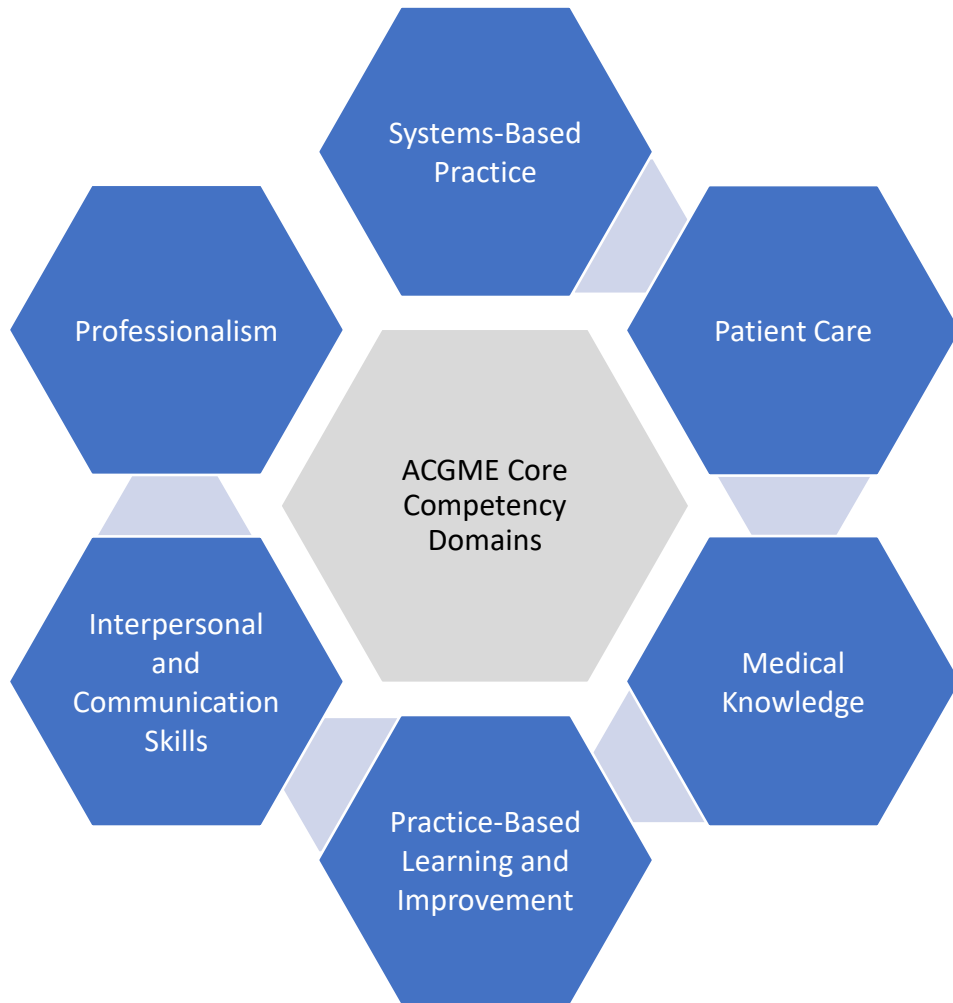 Systems-Based
Practice
Professionalism
Patient Care
ACGME Core
Competency
Domains
Interpersonal
and
Communication
Skills
Medical
Knowledge
Practice-Based
Learning and
Improvement